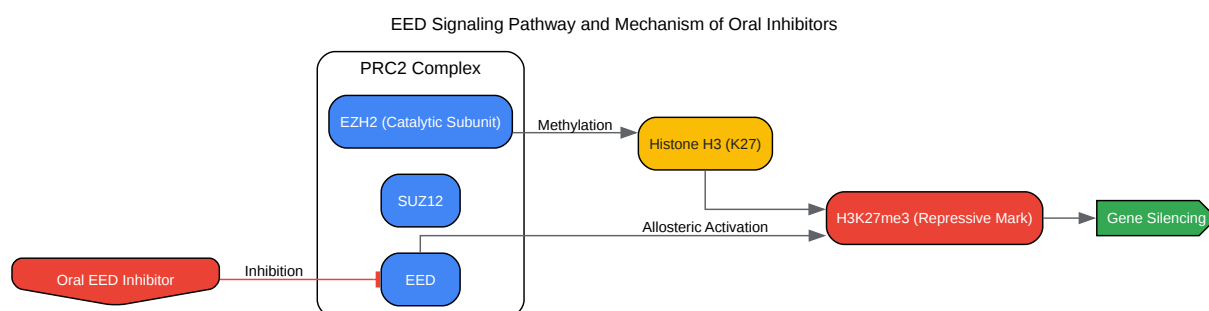 EED Signaling Pathway and Mechanism of Oral Inhibitors
PRC2 Complex
EZH2 (Catalytic Subunit)
Methylation
Histone H3 (K27)
SUZ12
Allosteric Activation
H3K27me3 (Repressive Mark)
Gene Silencing
Oral EED Inhibitor
Inhibition
EED